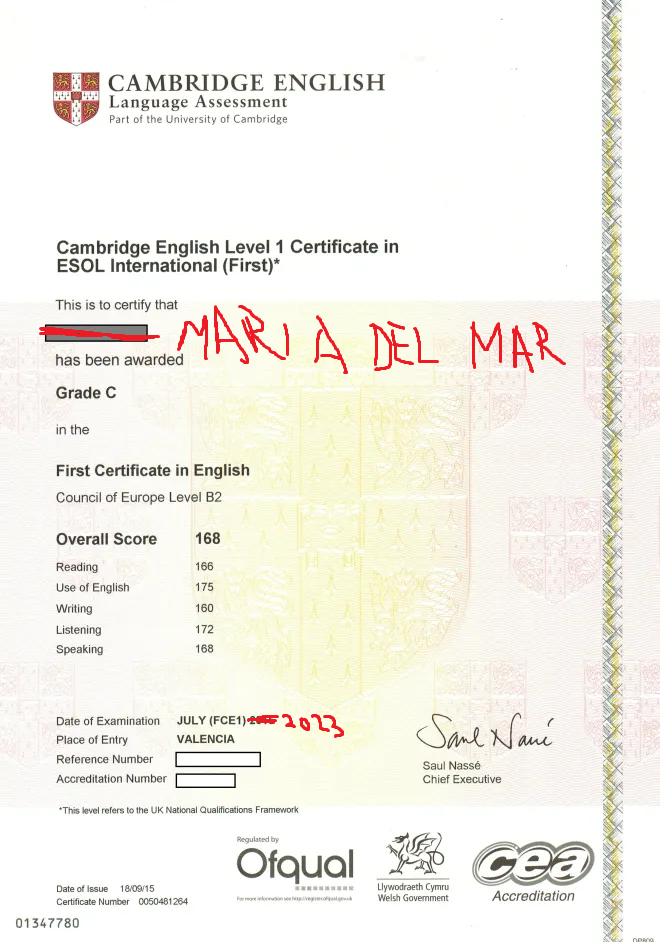 CAMBRIDGE ENGLISH
Language Assessment
Part of the University of Cambridge
Cambridge English Level 1 Certificate in
ESOL International (First)*
This is to certify that
MARIA DEL MAR
has been awarded
Grade C
in the
First Certificate in English
Council of Europe Level B2
Overall Score 168
Reading 166
Use of English 175
Writing 160
Listening 172
Speaking 168
Date of Examination JULY (FCE1) 2023
Place of Entry VALENCIA
Reference Number
Accreditation Number
Saul Nassé
Saul Nassé
Chief Executive
*This level refers to the UK National Qualifications Framework
Regulated by
Ofqual
For more information see http://register.ofqual.gov.uk
Llywodraeth Cymru
Welsh Government
cea
Accreditation
Date of Issue 18/09/15
Certificate Number 0050481264
01347780